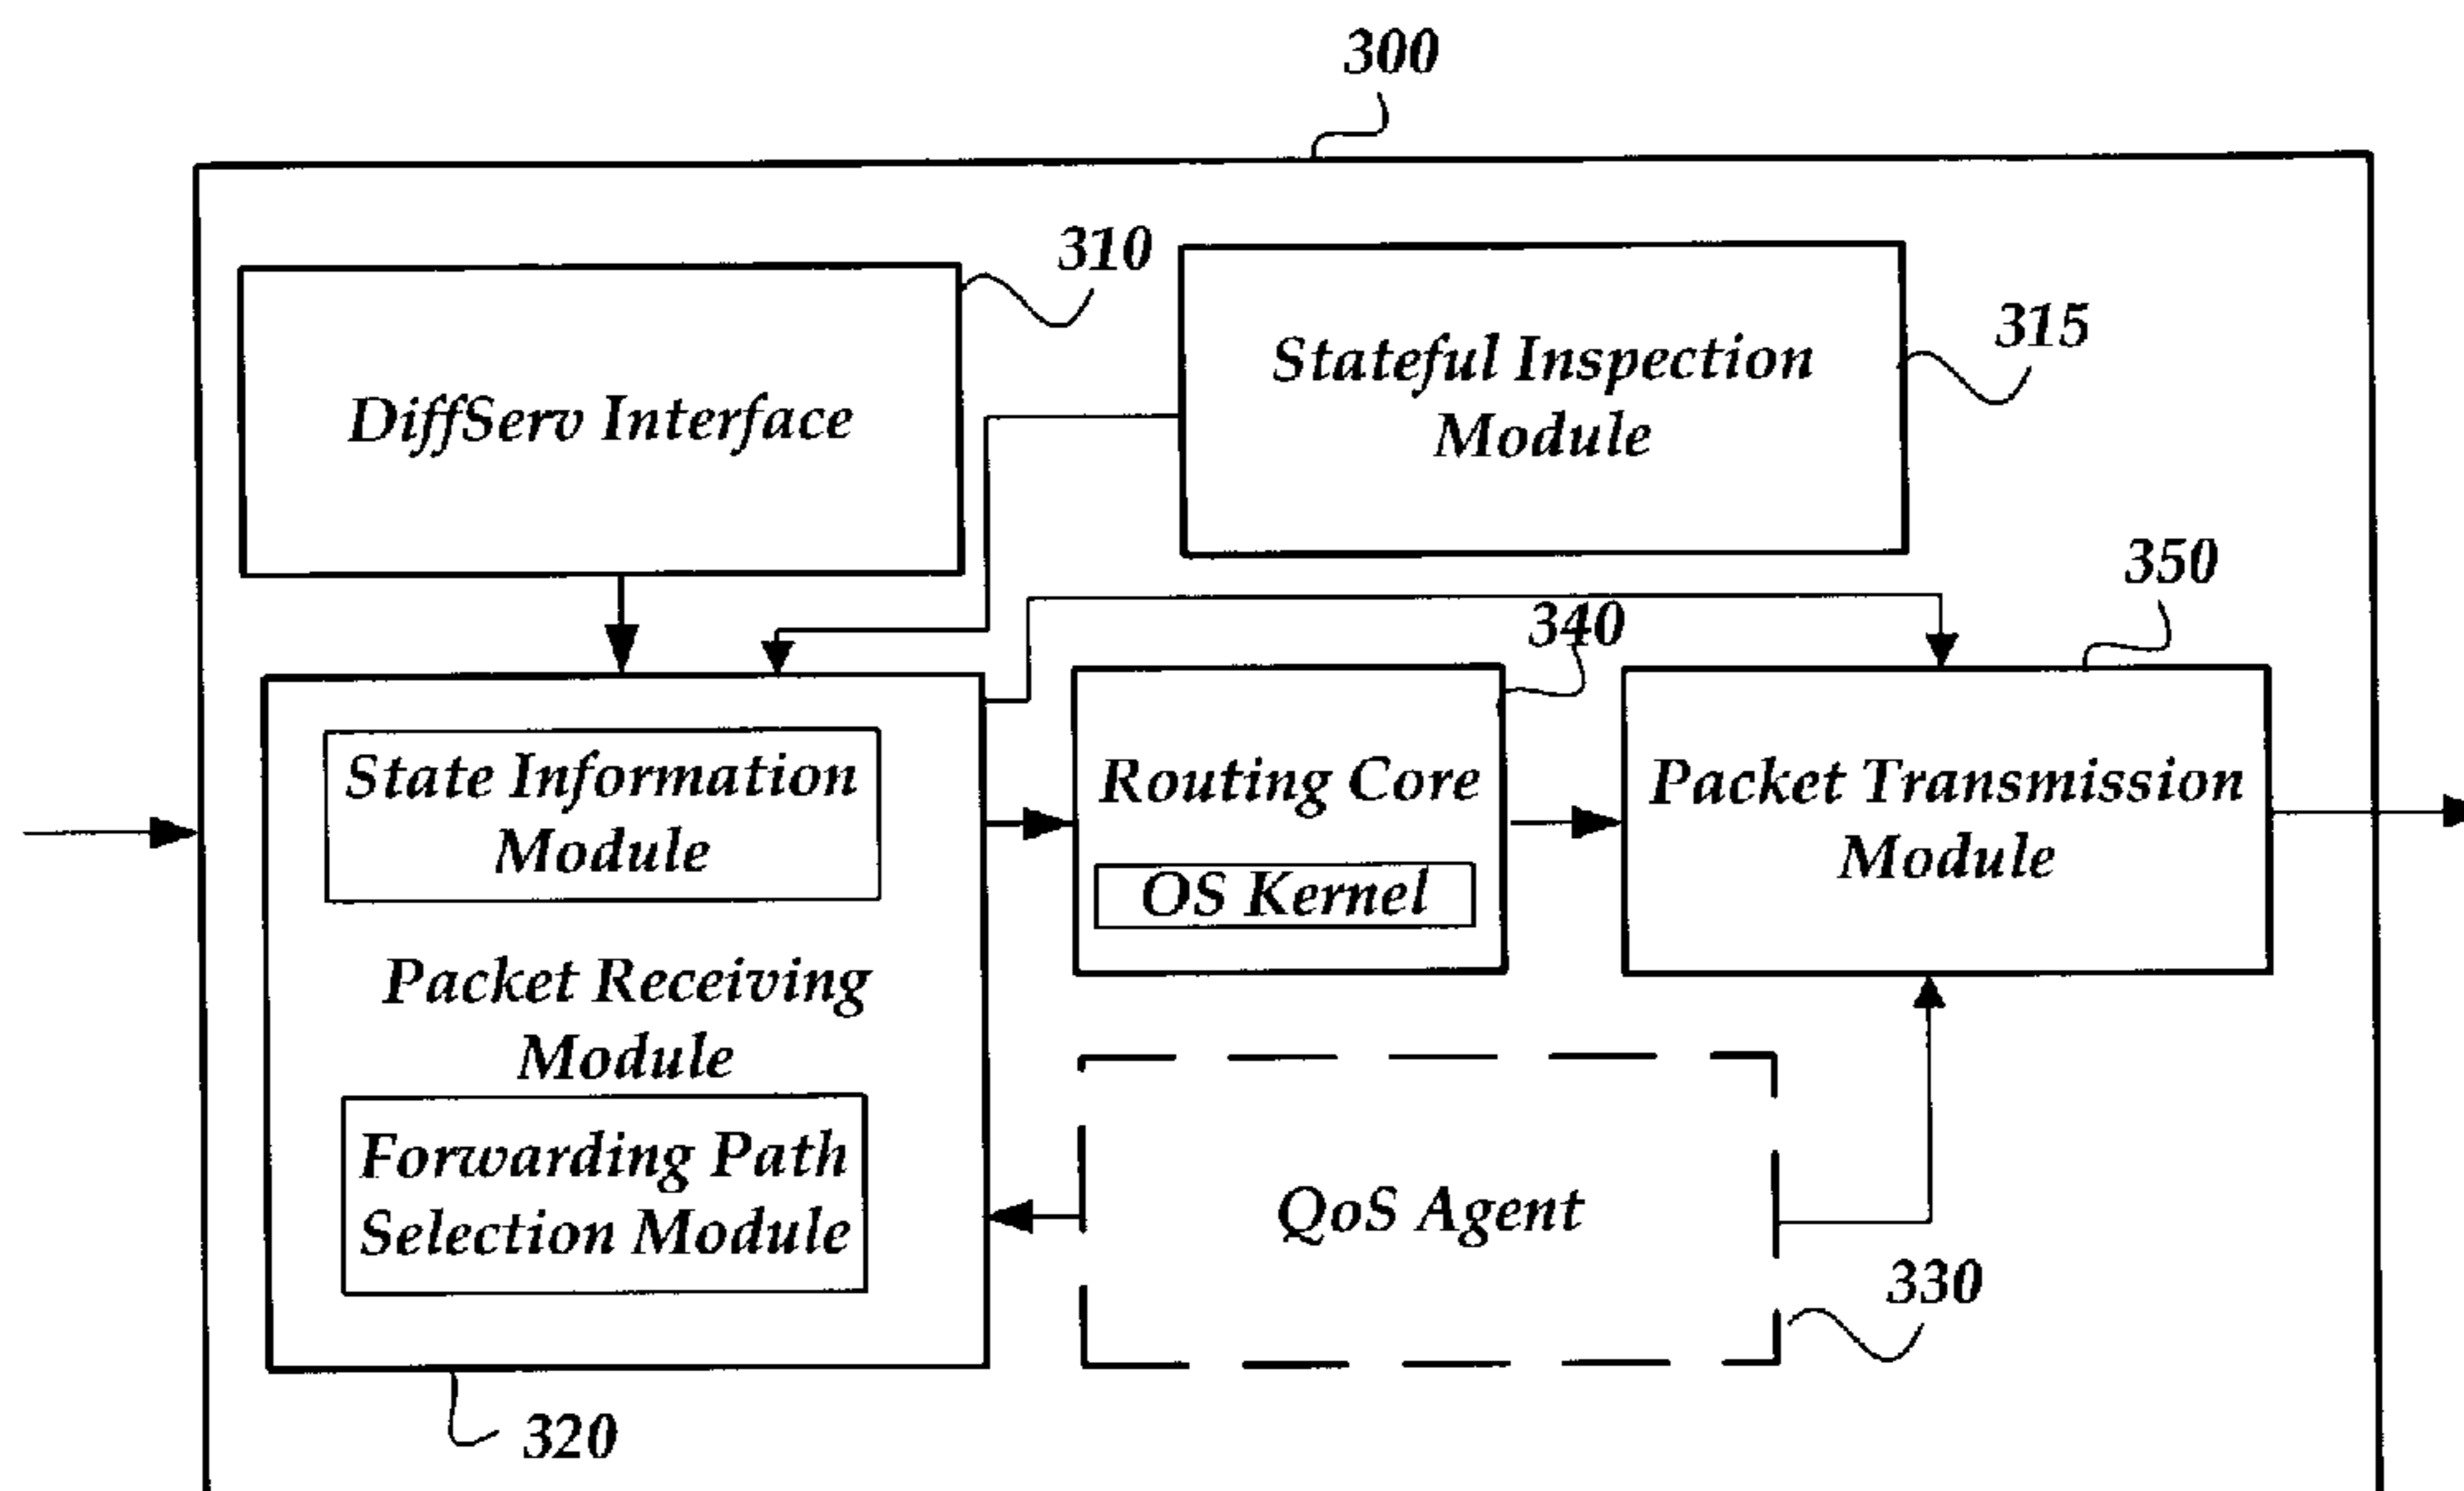 300
310
DiffServ Interface
Stateful Inspection
Module
315
350
340
State Information
Module
Packet Receiving
Module
Forwarding Path
Selection Module
Routing Core
OS Kernel
Packet Transmission
Module
QoS Agent
330
320